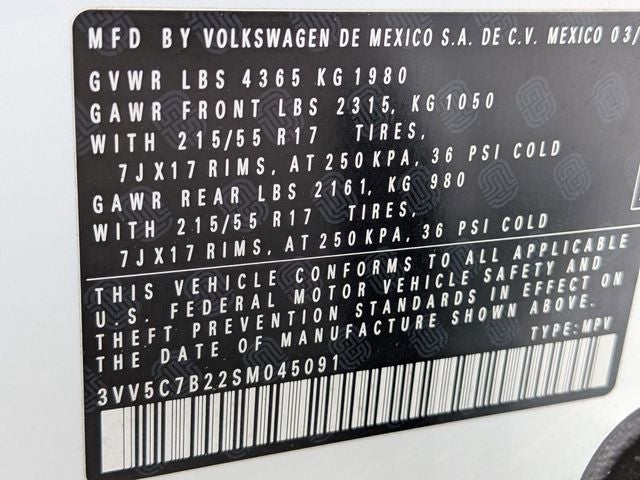 MFD BY VOLKSWAGEN DE MEXICO S.A. DE C.V. MEXICO 03/
GVWR LBS 4365 KG 1980
GAWR FRONT LBS 2315, KG 1050
WITH 215/55 R17 TIRES,
7JX17 RIMS, AT 250 KPA, 36 PSI COLD
GAWR REAR LBS 2161, KG 980
WITH 215/55 R17 TIRES,
7JX17 RIMS, AT 250 KPA, 36 PSI COLD
THIS VEHICLE CONFORMS TO ALL APPLICABLE
U.S. FEDERAL MOTOR VEHICLE SAFETY AND
THEFT PREVENTION STANDARDS IN EFFECT ON
THE DATE OF MANUFACTURE SHOWN ABOVE.
TYPE: MPV
3VV5C7B22SM045091